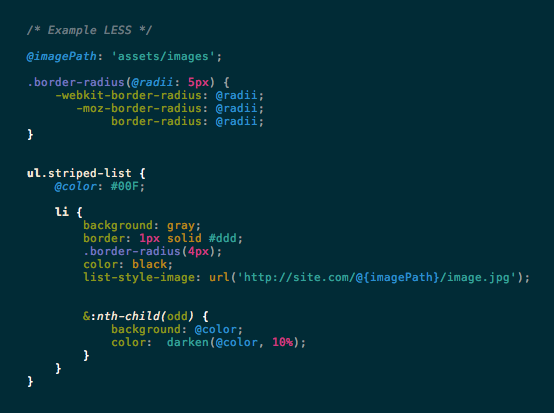 /* Example LESS */
@imagePath: 'assets/images';
.border-radius(@radii: 5px) {
-webkit-border-radius: @radii;
-moz-border-radius: @radii;
border-radius: @radii;
}
ul.striped-list {
@color: #00F;
li {
background: gray;
border: 1px solid #ddd;
.border-radius(4px);
color: black;
list-style-image: url('http://site.com/@{imagePath}/image.jpg');
&:nth-child(odd) {
background: @color;
color:  darken(@color, 10%);
}
}
}